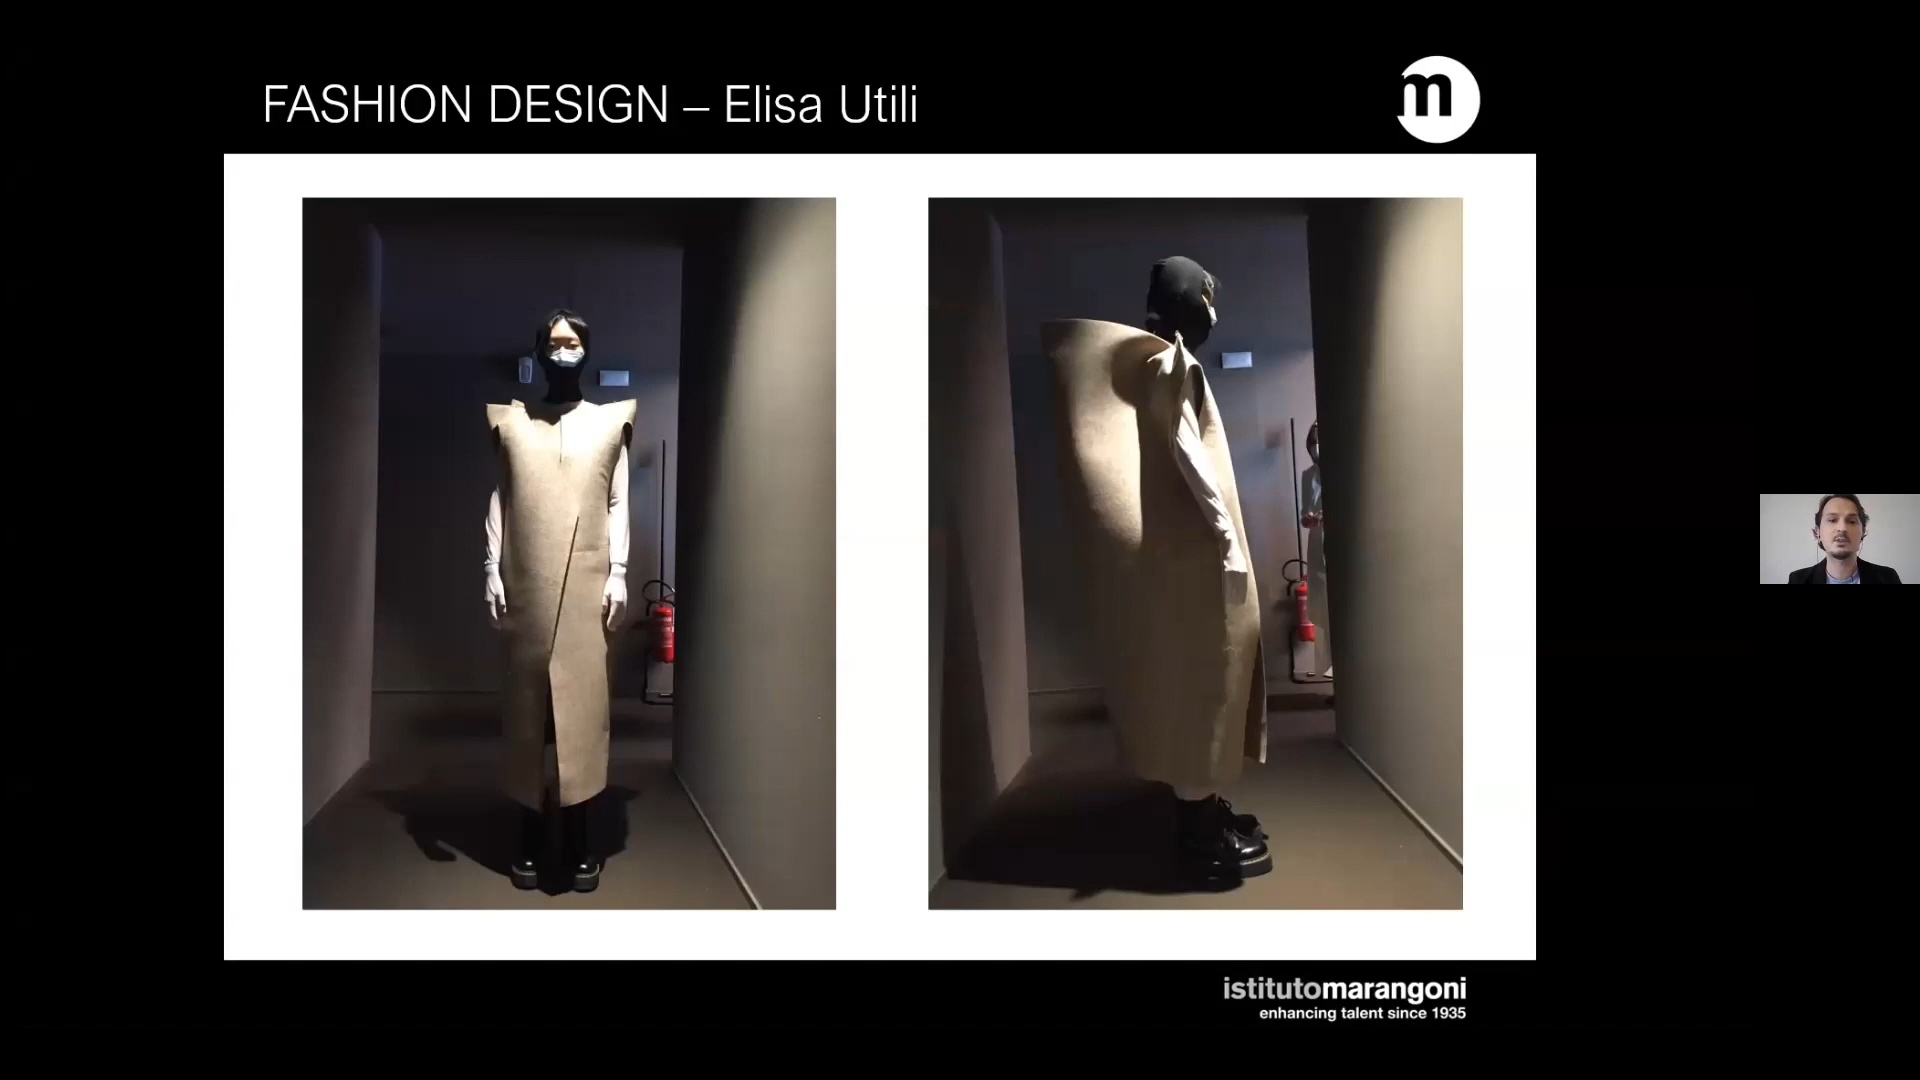 FASHION DESIGN – Elisa Utili
m
istitutomarangoni
enhancing talent since 1935